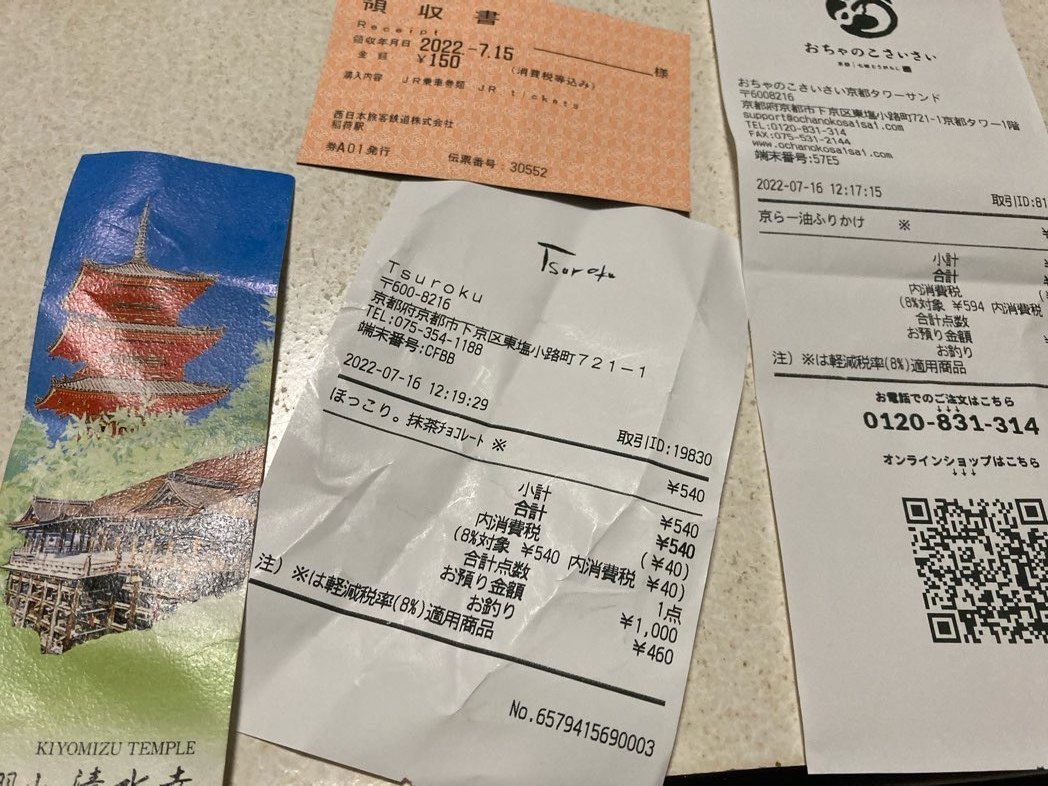 領収書
Receipt
領収年月日 2022.-7.15 様
金額 ¥150 (消費税等込み)
購入内容 JR乗車券類 JR tickets
西日本旅客鉄道株式会社
稲荷駅
券A01発行 伝票番号: 30552
KIYOMIZU TEMPLE
清水寺
Tsuroku
Tsuroku
〒600-8216
京都府京都市下京区東塩小路町721-1
TEL:075-354-1188
端末番号:CFBB
2022-07-16 12:19:29
取引ID:19830
ほっこり。抹茶ﾁｮｺﾚｰﾄ ※
¥540
小計 ¥540
合計 ¥540
内消費税 (¥40)
(8%対象 ¥540 内消費税 ¥40)
合計点数 1点
お預り金額 ¥1,000
お釣り ¥460
注) ※は軽減税率(8%)適用商品
No.6579415690003
おちゃのこさいさい
おちゃのこさいさい京都タワーサンド
〒6008216
京都府京都市下京区東塩小路町721-1京都タワー1階
support@ochanokosaisai.com
TEL:0120-831-314
FAX:075-531-2141
www.ochanokosaisai.com
端末番号:57E5
2022-07-16 12:17:15
取引ID:81
京らー油ふりかけ ※
¥
小計
合計
内消費税
(8%対象 ¥594 内消費税
合計点数
お預り金額
お釣り
注) ※は軽減税率(8%)適用商品
お電話でのご注文はこちら
↓↓↓
0120-831-314
オンラインショップはこちら
↓↓↓